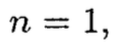 n = 1,